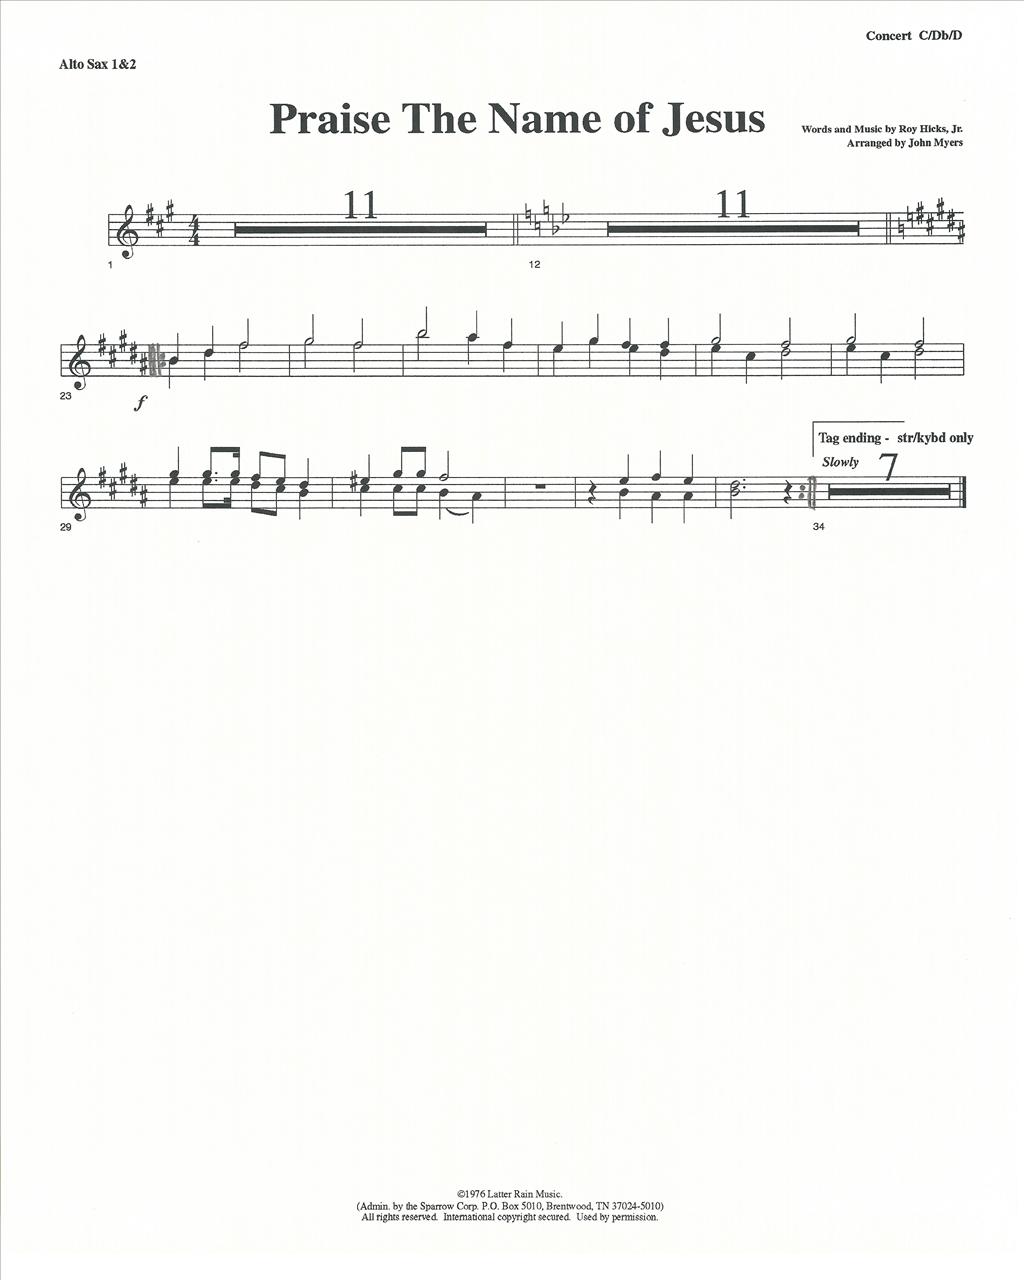 Concert C/Db/D
Alto Sax 1&2
Praise The Name of Jesus
Words and Music by Roy Hicks, Jr.
Arranged by John Myers
11
11
4
4
1
12
23
f
Tag ending - str/kybd only
Slowly
7
29
34
©1976 Latter Rain Music.
(Admin. by the Sparrow Corp. P.O. Box 5010, Brentwood, TN 37024-5010)
All rights reserved. International copyright secured. Used by permission.